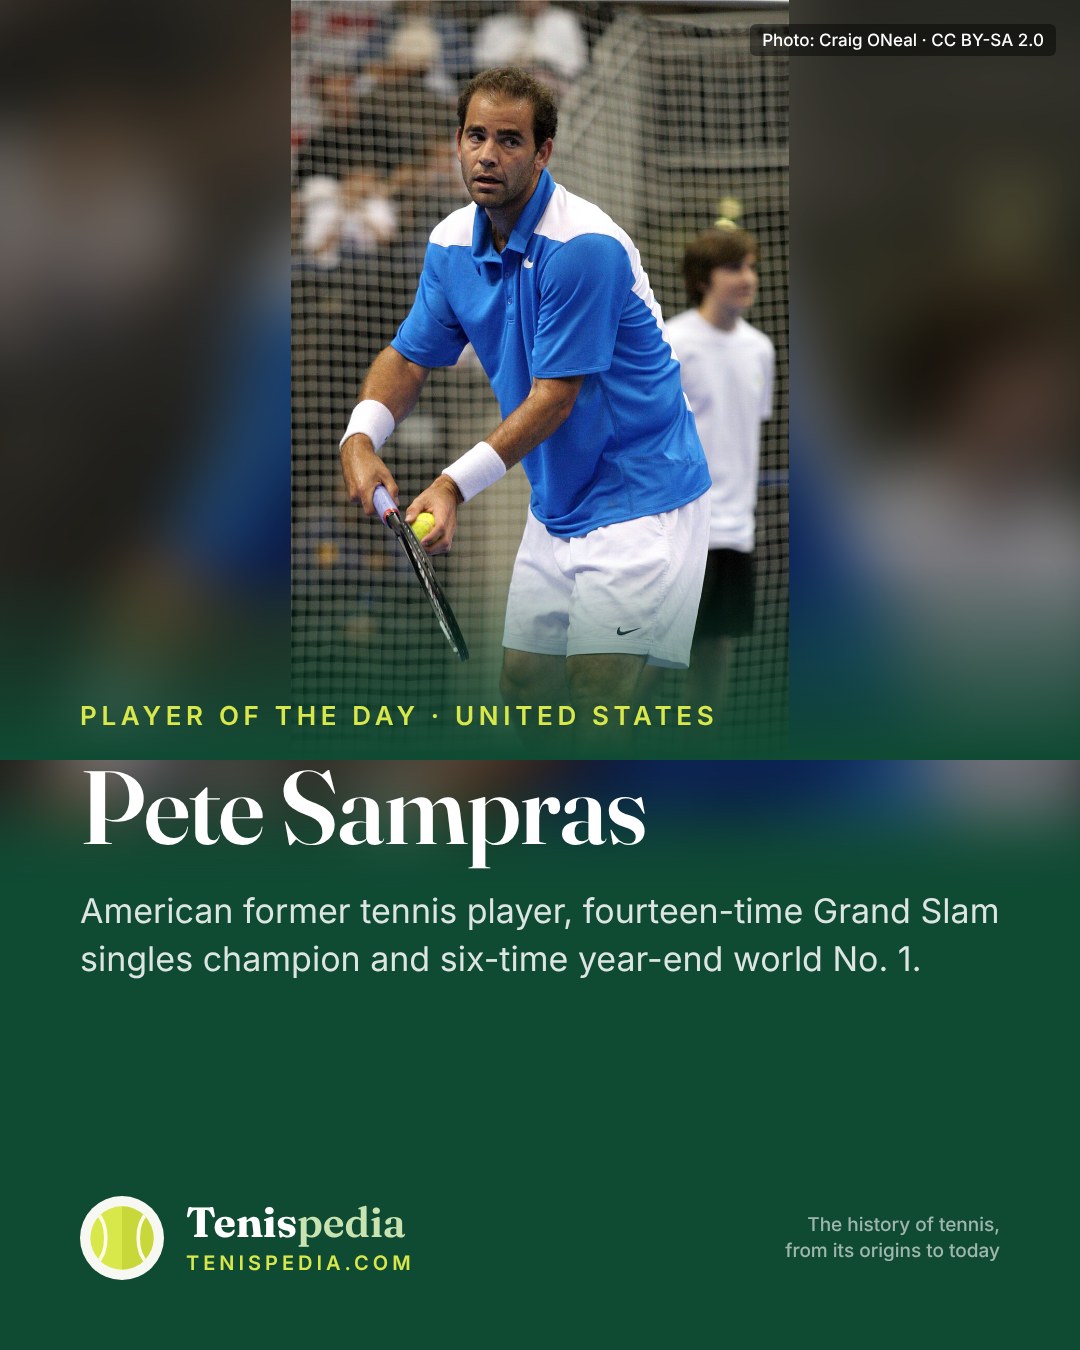 Photo: Craig ONeal · CC BY-SA 2.0
PLAYER OF THE DAY · UNITED STATES
Pete Sampras
American former tennis player, fourteen-time Grand Slam
singles champion and six-time year-end world No. 1.
Tenispedia
TENISPEDIA.COM
The history of tennis,
from its origins to today